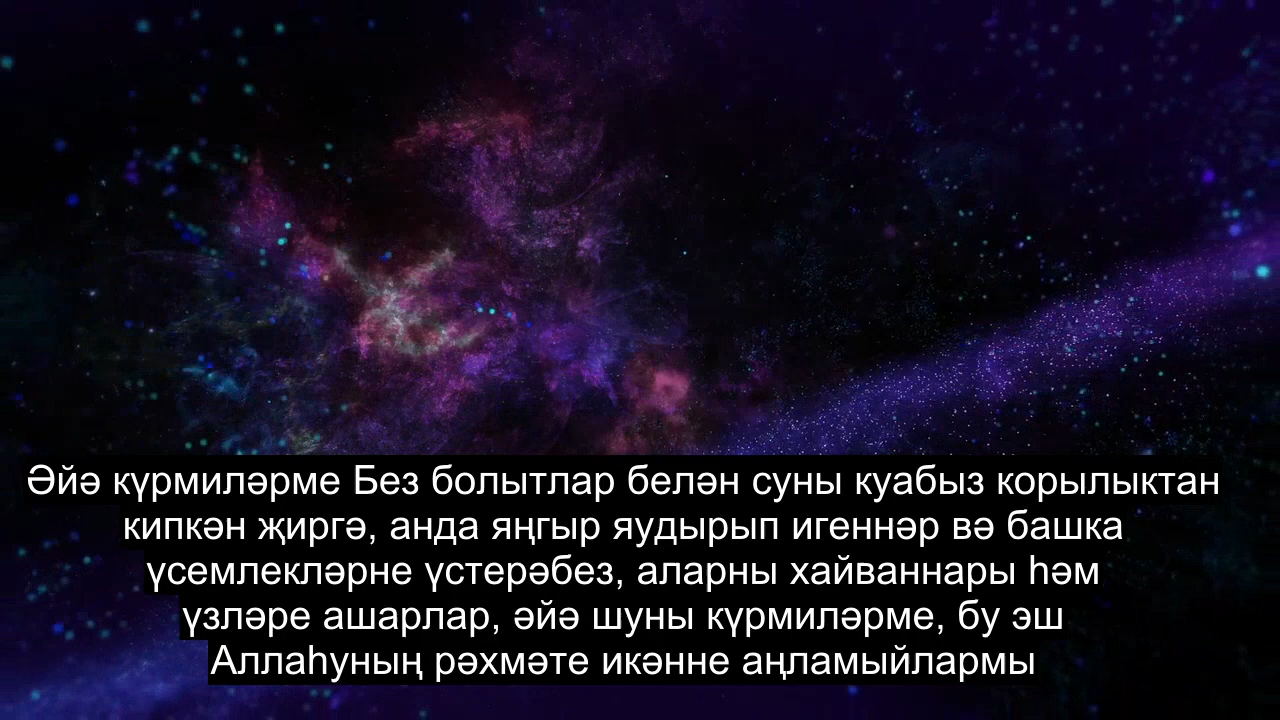 Әйә күрмиләрме Без болытлар белән суны куабыз корылыктан
кипкән җиргә, анда яңгыр яудырып игеннәр вә башка
үсемлекләрне үстерәбез, аларны хайваннары һәм
үзләре ашарлар, әйә шуны күрмиләрме, бу эш
Аллаһуның рәхмәте икәнне аңламыйлармы